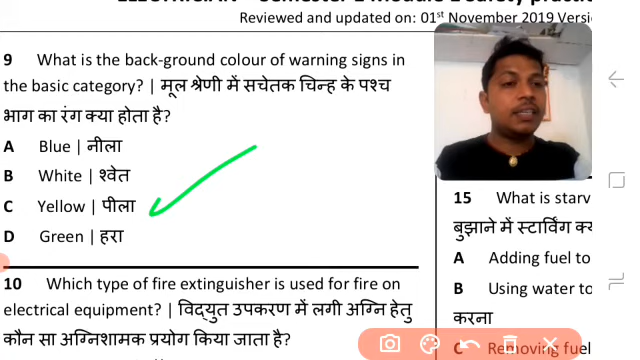 Reviewed and updated on: 01st November 2019 Versi
9 What is the back-ground colour of warning signs in
the basic category? | मूल श्रेणी में सचेतक चिन्ह के पश्च
भाग का रंग क्या होता है?
A Blue | नीला
B White | श्वेत
C Yellow | पीला
D Green | हरा
10 Which type of fire extinguisher is used for fire on
electrical equipment? | विद्युत उपकरण में लगी अग्नि हेतु
कौन सा अग्निशामक प्रयोग किया जाता है?
15 What is starv
बुझाने में स्टार्विंग क्य
A Adding fuel to
B Using water to
करना
C Removing fuel